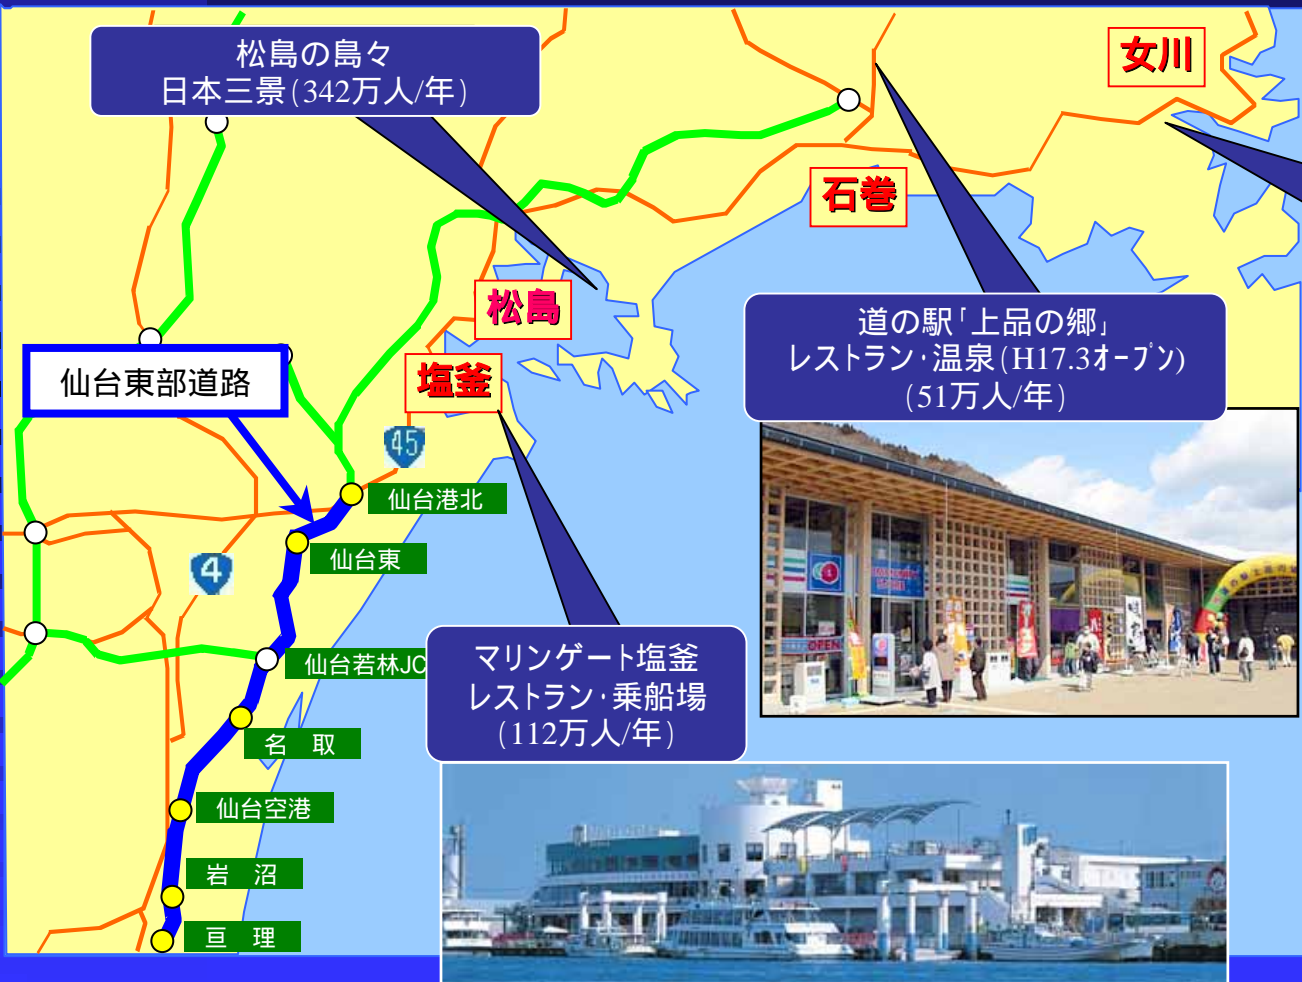 松島の島々
日本三景(342万人/年)
女川
石巻
松島
塩釜
道の駅「上品の郷」
レストラン・温泉(H17.3ｵｰﾌﾟﾝ)
(51万人/年)
仙台東部道路
45
仙台港北
仙台東
4
仙台若林JC
マリンゲート塩釜
レストラン・乗船場
(112万人/年)
名 取
仙台空港
岩 沼
亘 理
OPEN